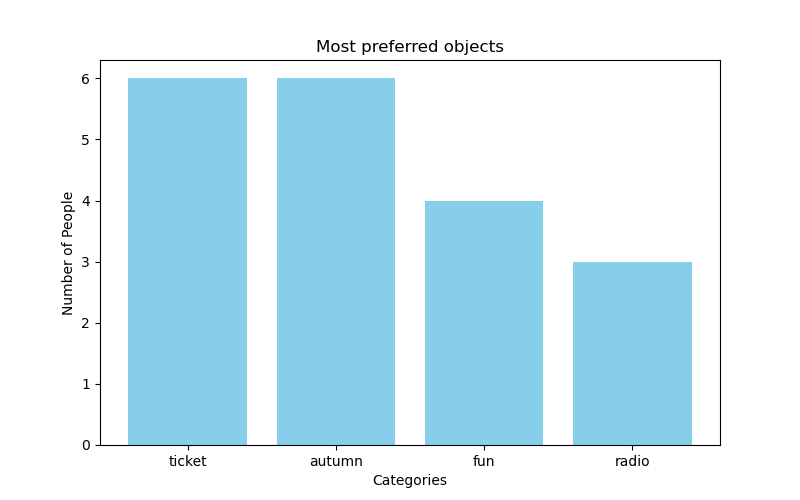 Most preferred objects
Number of People
6
5
4
3
2
1
0
ticket autumn fun radio
Categories